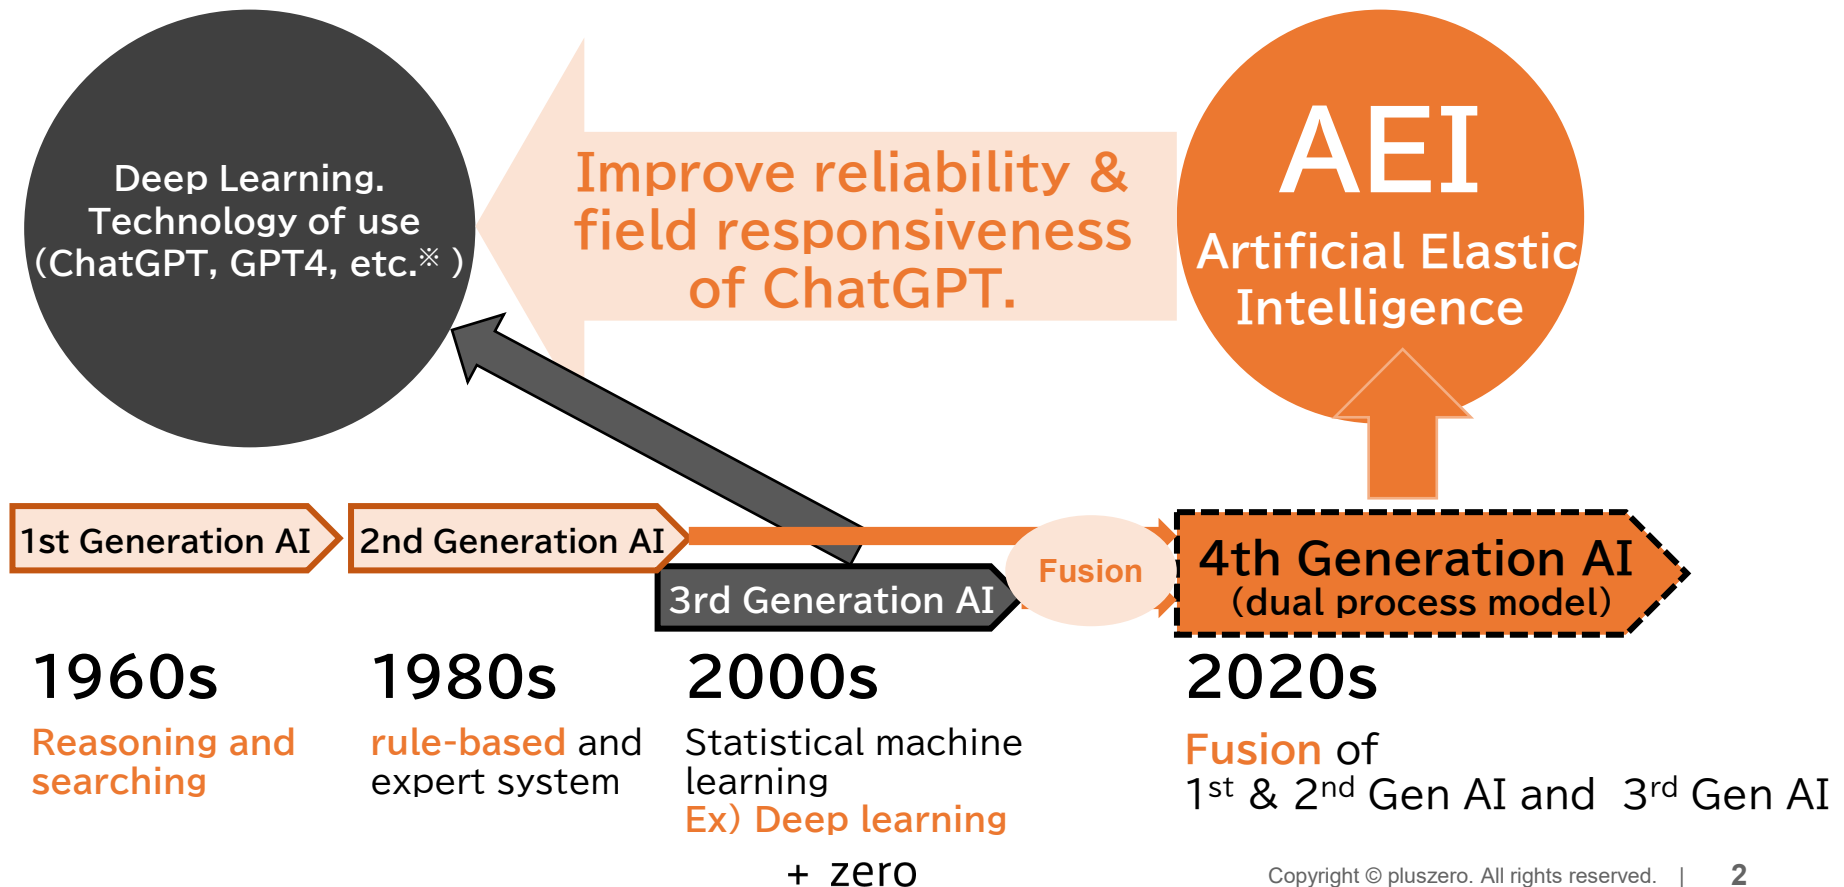 Deep Learning.
Technology of use
(ChatGPT, GPT4, etc.※ )
Improve reliability &
field responsiveness
of ChatGPT.
AEI
Artificial Elastic
Intelligence
1st Generation AI
2nd Generation AI
3rd Generation AI
Fusion
4th Generation AI
(dual process model)
1960s
Reasoning and
searching
1980s
rule-based and
expert system
2000s
Statistical machine
learning
Ex) Deep learning
2020s
Fusion of
1st & 2nd Gen AI and 3rd Gen AI
+ zero
Copyright © pluszero. All rights reserved. | 2